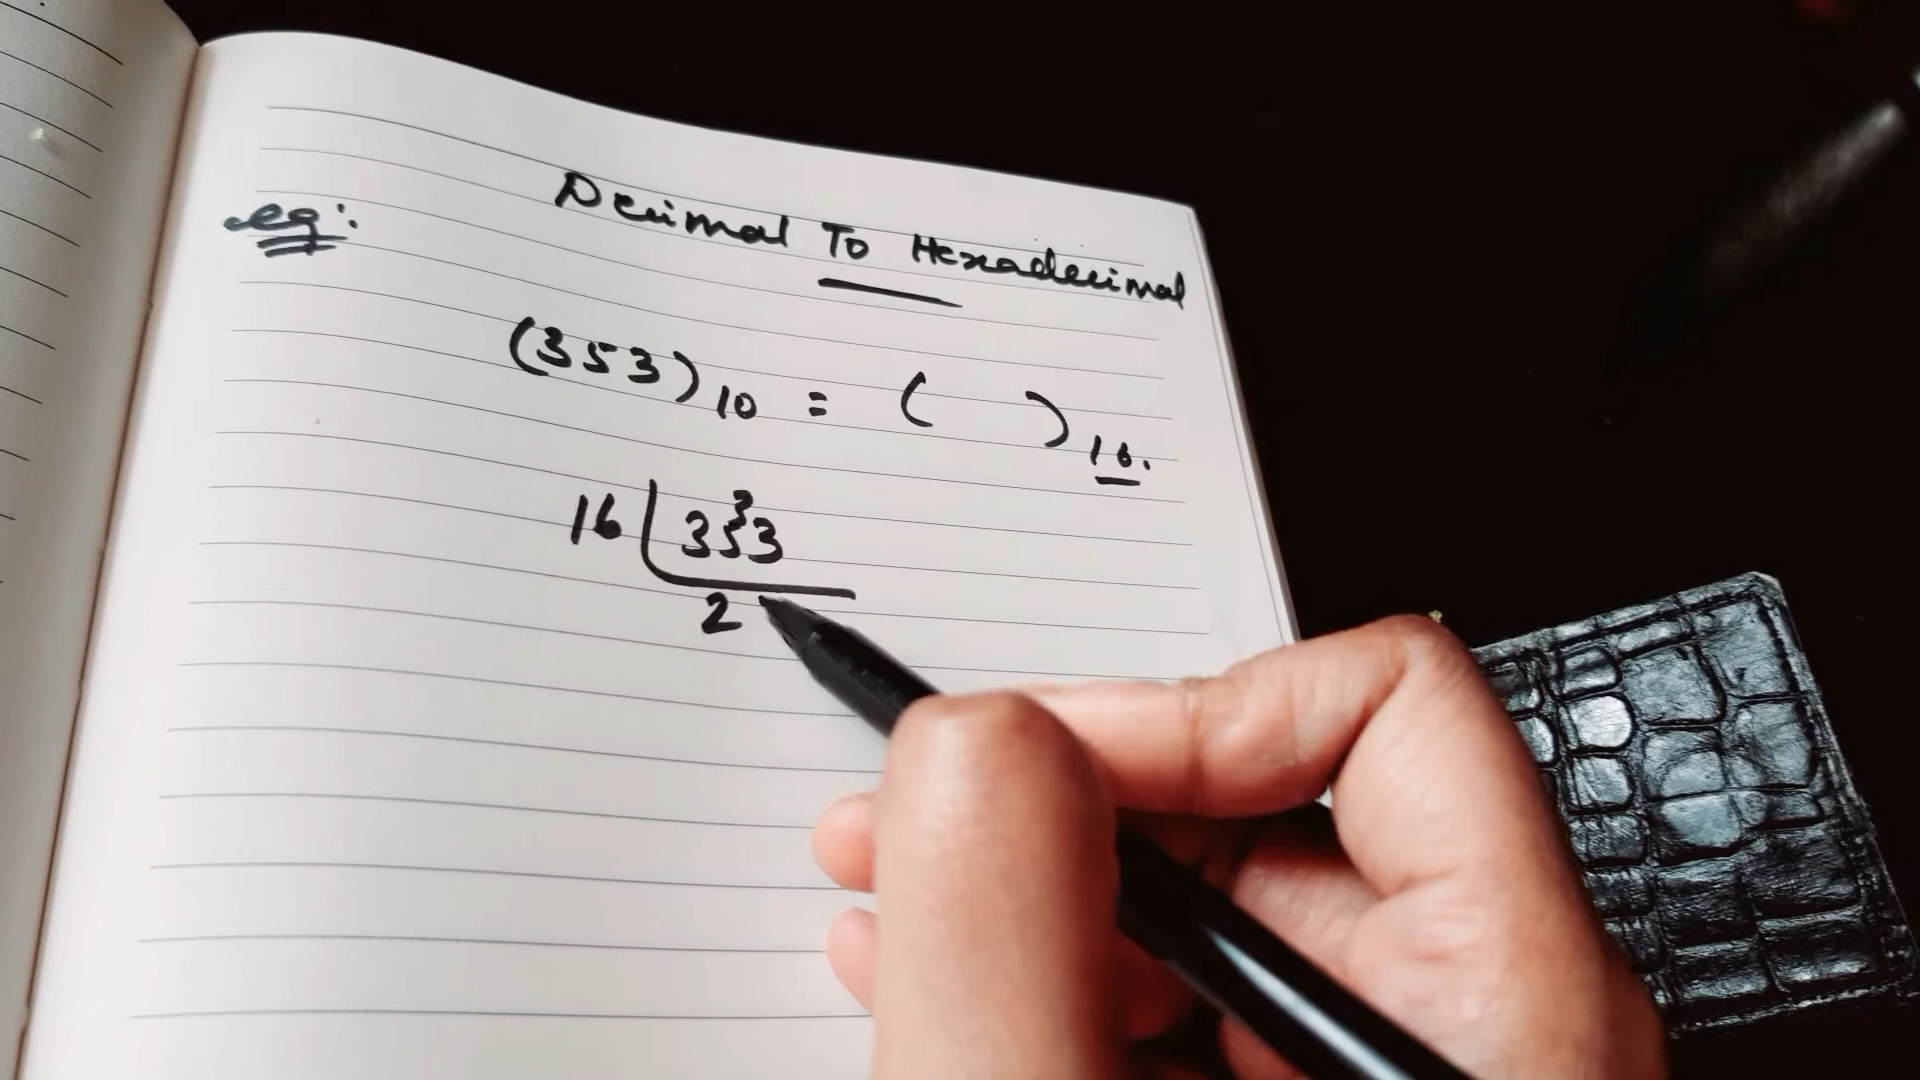 Decimal To Hexadecimal
eg:
(353)10 = ( )16.
16 353
2